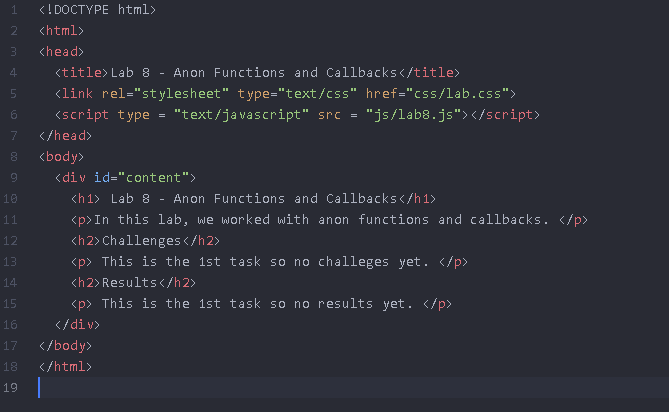 1 <!DOCTYPE html>
2 <html>
3 <head>
4 <title>Lab 8 - Anon Functions and Callbacks</title>
5 <link rel="stylesheet" type="text/css" href="css/lab.css">
6 <script type = "text/javascript" src = "js/lab8.js"></script>
7 </head>
8 <body>
9 <div id="content">
10 <h1> Lab 8 - Anon Functions and Callbacks</h1>
11 <p>In this lab, we worked with anon functions and callbacks. </p>
12 <h2>Challenges</h2>
13 <p> This is the 1st task so no challeges yet. </p>
14 <h2>Results</h2>
15 <p> This is the 1st task so no results yet. </p>
16 </div>
17 </body>
18 </html>
19